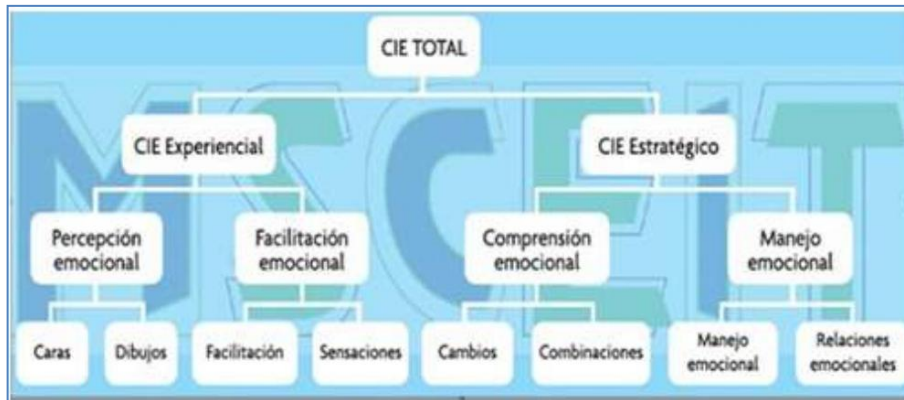 CIE TOTAL
MSCEIT
CIE Experiencial
CIE Estratégico
Percepción
emocional
Facilitación
emocional
Comprensión
emocional
Manejo
emocional
Caras
Dibujos
Facilitación
Sensaciones
Cambios
Combinaciones
Manejo
emocional
Relaciones
emocionales